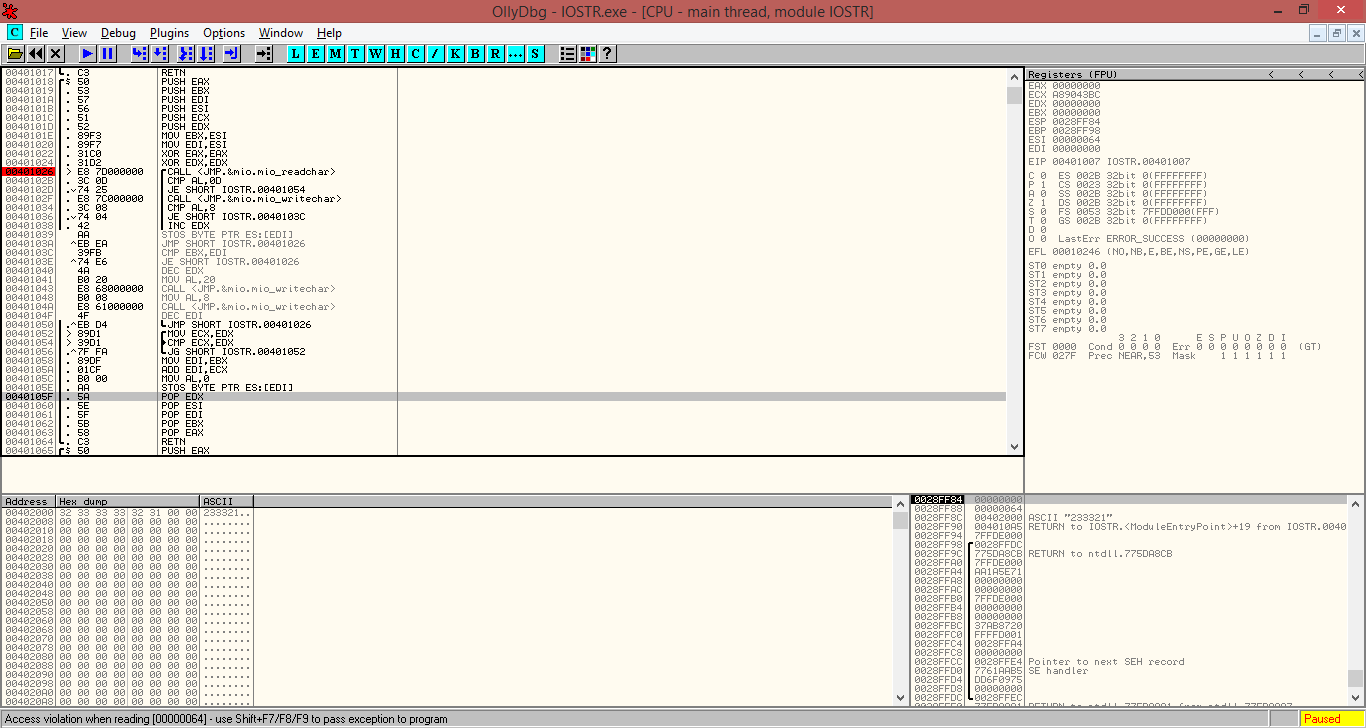 OllyDbg - IOSTR.exe - [CPU - main thread, module IOSTR]
C File View Debug Plugins Options Window Help
L E M T W H C / K B R ... S ?
00401017 . C3 RETN
00401018 $ 50 PUSH EAX
00401019 . 53 PUSH EBX
0040101A . 57 PUSH EDI
0040101B . 56 PUSH ESI
0040101C . 51 PUSH ECX
0040101D . 52 PUSH EDX
0040101E . 89F3 MOV EBX,ESI
00401020 . 89F7 MOV EDI,ESI
00401022 . 31C0 XOR EAX,EAX
00401024 . 31D2 XOR EDX,EDX
00401026 > E8 7D000000 CALL <JMP.&mio.mio_readchar>
0040102B . 3C 0D CMP AL,0D
0040102D .v74 25 JE SHORT IOSTR.00401054
0040102F . E8 7C000000 CALL <JMP.&mio.mio_writechar>
00401034 . 3C 08 CMP AL,8
00401036 .v74 04 JE SHORT IOSTR.0040103C
00401038 . 42 INC EDX
00401039 AA STOS BYTE PTR ES:[EDI]
0040103A ^EB EA JMP SHORT IOSTR.00401026
0040103C 39FB CMP EBX,EDI
0040103E ^74 E6 JE SHORT IOSTR.00401026
00401040 4A DEC EDX
00401041 B0 20 MOV AL,20
00401043 E8 68000000 CALL <JMP.&mio.mio_writechar>
00401048 B0 08 MOV AL,8
0040104A E8 61000000 CALL <JMP.&mio.mio_writechar>
0040104F 4F DEC EDI
00401050 .^EB D4 JMP SHORT IOSTR.00401026
00401052 > 89D1 MOV ECX,EDX
00401054 > 39D1 CMP ECX,EDX
00401056 .^7F FA JG SHORT IOSTR.00401052
00401058 . 89DF MOV EDI,EBX
0040105A . 01CF ADD EDI,ECX
0040105C . B0 00 MOV AL,0
0040105E . AA STOS BYTE PTR ES:[EDI]
0040105F . 5A POP EDX
00401060 . 5E POP ESI
00401061 . 5F POP EDI
00401062 . 5B POP EBX
00401063 . 58 POP EAX
00401064 . C3 RETN
00401065 $ 50 PUSH EAX
Registers (FPU) < < < <
EAX 00000000
ECX A89043BC
EDX 00000000
EBX 00000000
ESP 0028FF84
EBP 0028FF98
ESI 00000064
EDI 00000000
EIP 00401007 IOSTR.00401007
C 0 ES 002B 32bit 0(FFFFFFFF)
P 1 CS 0023 32bit 0(FFFFFFFF)
A 0 SS 002B 32bit 0(FFFFFFFF)
Z 1 DS 002B 32bit 0(FFFFFFFF)
S 0 FS 0053 32bit 7FFDD000(FFF)
T 0 GS 002B 32bit 0(FFFFFFFF)
D 0
O 0 LastErr ERROR_SUCCESS (00000000)
EFL 00010246 (NO,NB,E,BE,NS,PE,GE,LE)
ST0 empty 0.0
ST1 empty 0.0
ST2 empty 0.0
ST3 empty 0.0
ST4 empty 0.0
ST5 empty 0.0
ST6 empty 0.0
ST7 empty 0.0
3 2 1 0 E S P U O Z D I
FST 0000 Cond 0 0 0 0 Err 0 0 0 0 0 0 0 0 (GT)
FCW 027F Prec NEAR,53 Mask 1 1 1 1 1 1
Address Hex dump ASCII
00402000 32 33 33 33 32 31 00 00 233321..
00402008 00 00 00 00 00 00 00 00 ........
00402010 00 00 00 00 00 00 00 00 ........
00402018 00 00 00 00 00 00 00 00 ........
00402020 00 00 00 00 00 00 00 00 ........
00402028 00 00 00 00 00 00 00 00 ........
00402030 00 00 00 00 00 00 00 00 ........
00402038 00 00 00 00 00 00 00 00 ........
00402040 00 00 00 00 00 00 00 00 ........
00402048 00 00 00 00 00 00 00 00 ........
00402050 00 00 00 00 00 00 00 00 ........
00402058 00 00 00 00 00 00 00 00 ........
00402060 00 00 00 00 00 00 00 00 ........
00402068 00 00 00 00 00 00 00 00 ........
00402070 00 00 00 00 00 00 00 00 ........
00402078 00 00 00 00 00 00 00 00 ........
00402080 00 00 00 00 00 00 00 00 ........
00402088 00 00 00 00 00 00 00 00 ........
00402090 00 00 00 00 00 00 00 00 ........
00402098 00 00 00 00 00 00 00 00 ........
004020A0 00 00 00 00 00 00 00 00 ........
004020A8 00 00 00 00 00 00 00 00 ........
0028FF84 00000000
0028FF88 00000064
0028FF8C 00402000 ASCII "233321"
0028FF90 004010A5 RETURN to IOSTR.<ModuleEntryPoint>+19 from IOSTR.0040
0028FF94 7FFDE000
0028FF98 0028FFDC
0028FF9C 775DA8CB RETURN to ntdll.775DA8CB
0028FFA0 7FFDE000
0028FFA4 AA1A5E71
0028FFA8 00000000
0028FFAC 00000000
0028FFB0 7FFDE000
0028FFB4 00000000
0028FFB8 00000000
0028FFBC 37AB8720
0028FFC0 FFFFD001
0028FFC4 0028FFA4
0028FFC8 00000000
0028FFCC 0028FFE4 Pointer to next SEH record
0028FFD0 7761AAB5 SE handler
0028FFD4 DD6F0975
0028FFD8 00000000
0028FFDC 0028FFEC
Access violation when reading [00000064] - use Shift+F7/F8/F9 to pass exception to program
Paused